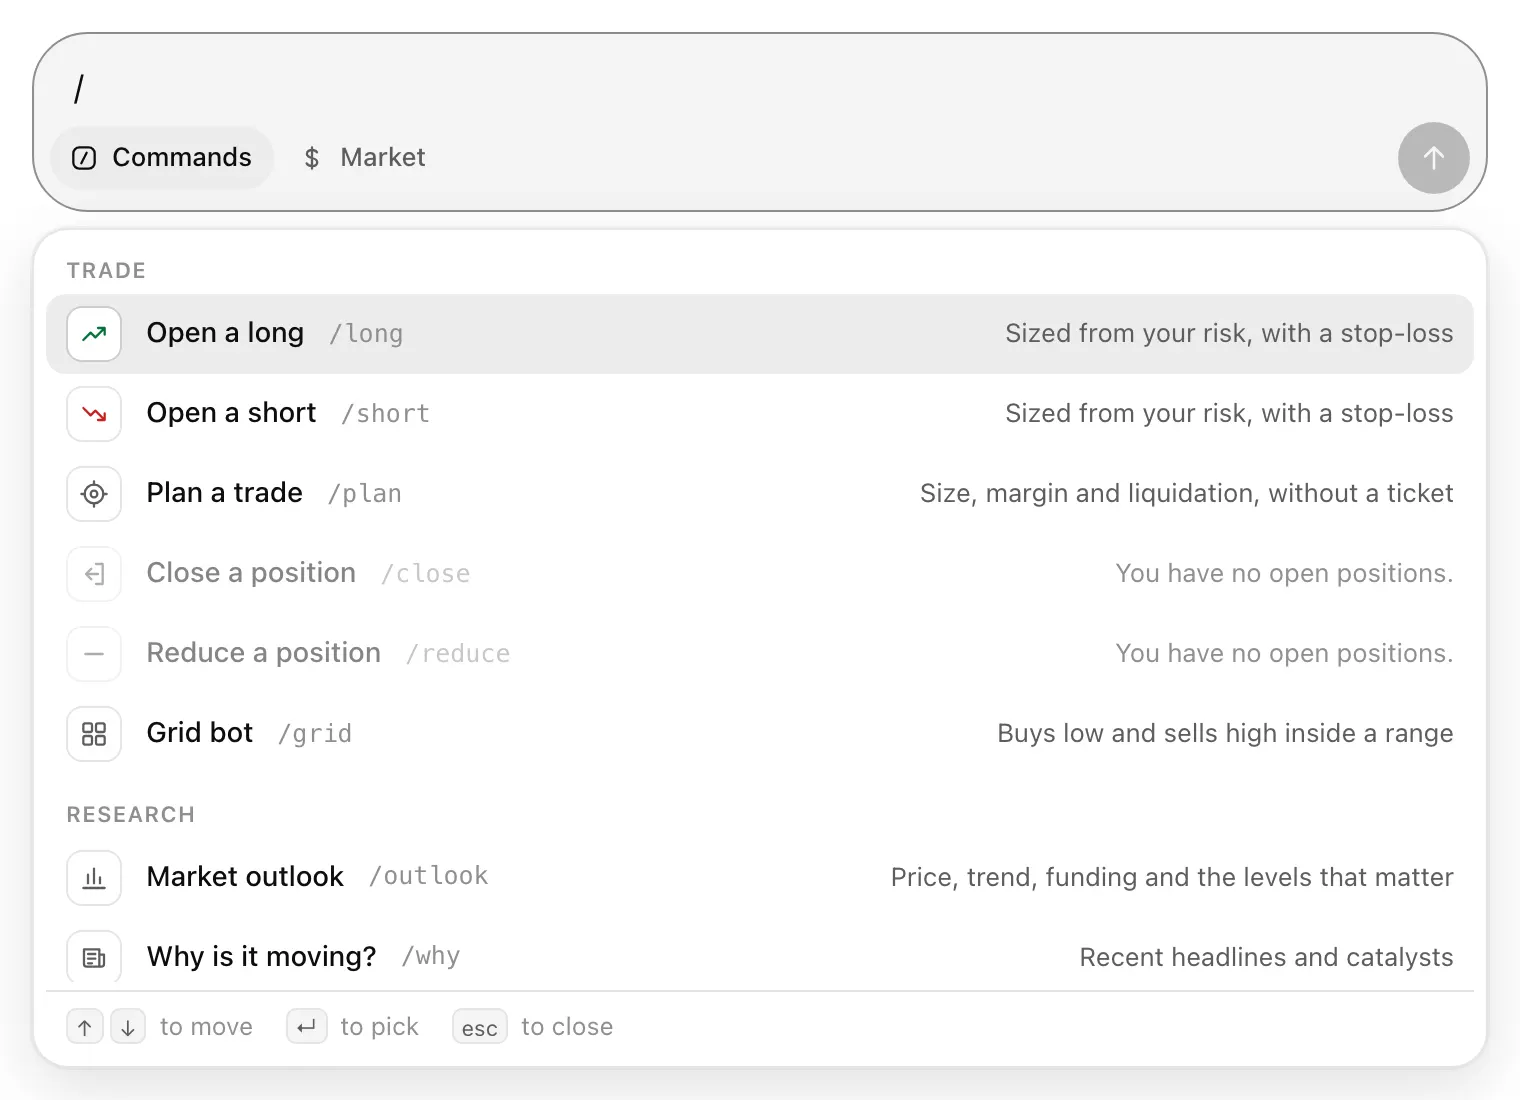 /
Commands $ Market
TRADE
Open a long /long Sized from your risk, with a stop-loss
Open a short /short Sized from your risk, with a stop-loss
Plan a trade /plan Size, margin and liquidation, without a ticket
Close a position /close You have no open positions.
Reduce a position /reduce You have no open positions.
Grid bot /grid Buys low and sells high inside a range
RESEARCH
Market outlook /outlook Price, trend, funding and the levels that matter
Why is it moving? /why Recent headlines and catalysts
↑ ↓ to move ↵ to pick esc to close